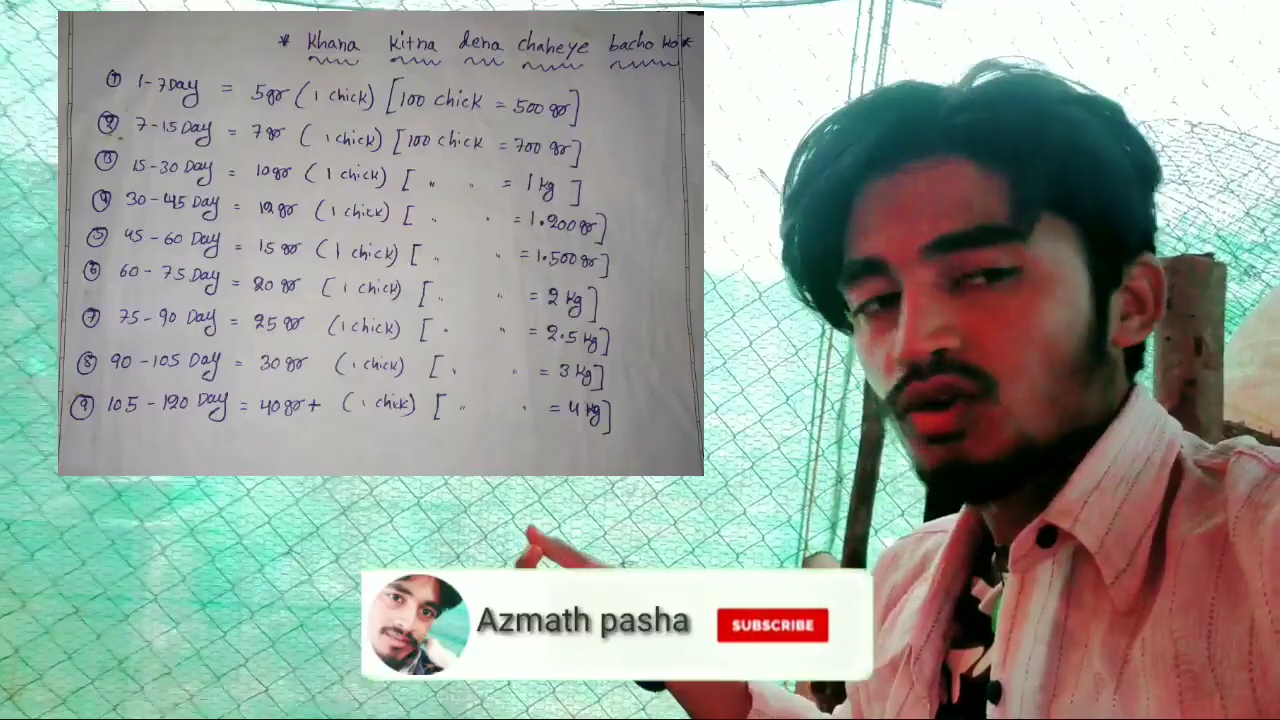 * Khana kitna dena chaheye bacho ko *
① 1-7 Day = 5gr (1 chick) [100 chick = 500 gr]
② 7-15 Day = 7gr (1 chick) [100 chick = 700 gr]
③ 15-30 Day = 10gr (1 chick) [ " " = 1 kg ]
④ 30-45 Day = 12gr (1 chick) [ " " = 1.200gr]
⑤ 45-60 Day = 15gr (1 chick) [ " " = 1.500gr]
⑥ 60-75 Day = 20gr [1 chick) [ " " = 2 kg]
⑦ 75-90 Day = 25gr (1 chick) [ " " = 2.5 kg]
⑧ 90-105 Day = 30gr (1 chick) [ " " = 3 kg]
⑨ 105-120 Day = 40gr+ (1 chick) [ " " = 4 kg]
Azmath pasha SUBSCRIBE